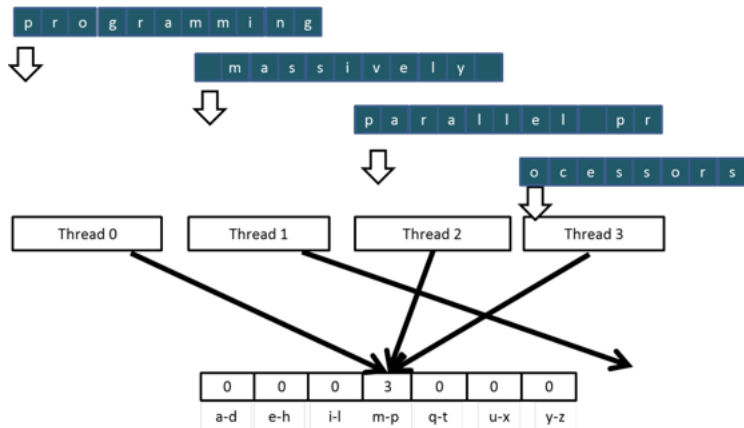 p r o g r a m m i n g
m a s s i v e l y
p a r a l l e l p r
o c e s s o r s
Thread 0 Thread 1 Thread 2 Thread 3
0 0 0 3 0 0 0
a-d e-h i-l m-p q-t u-x y-z